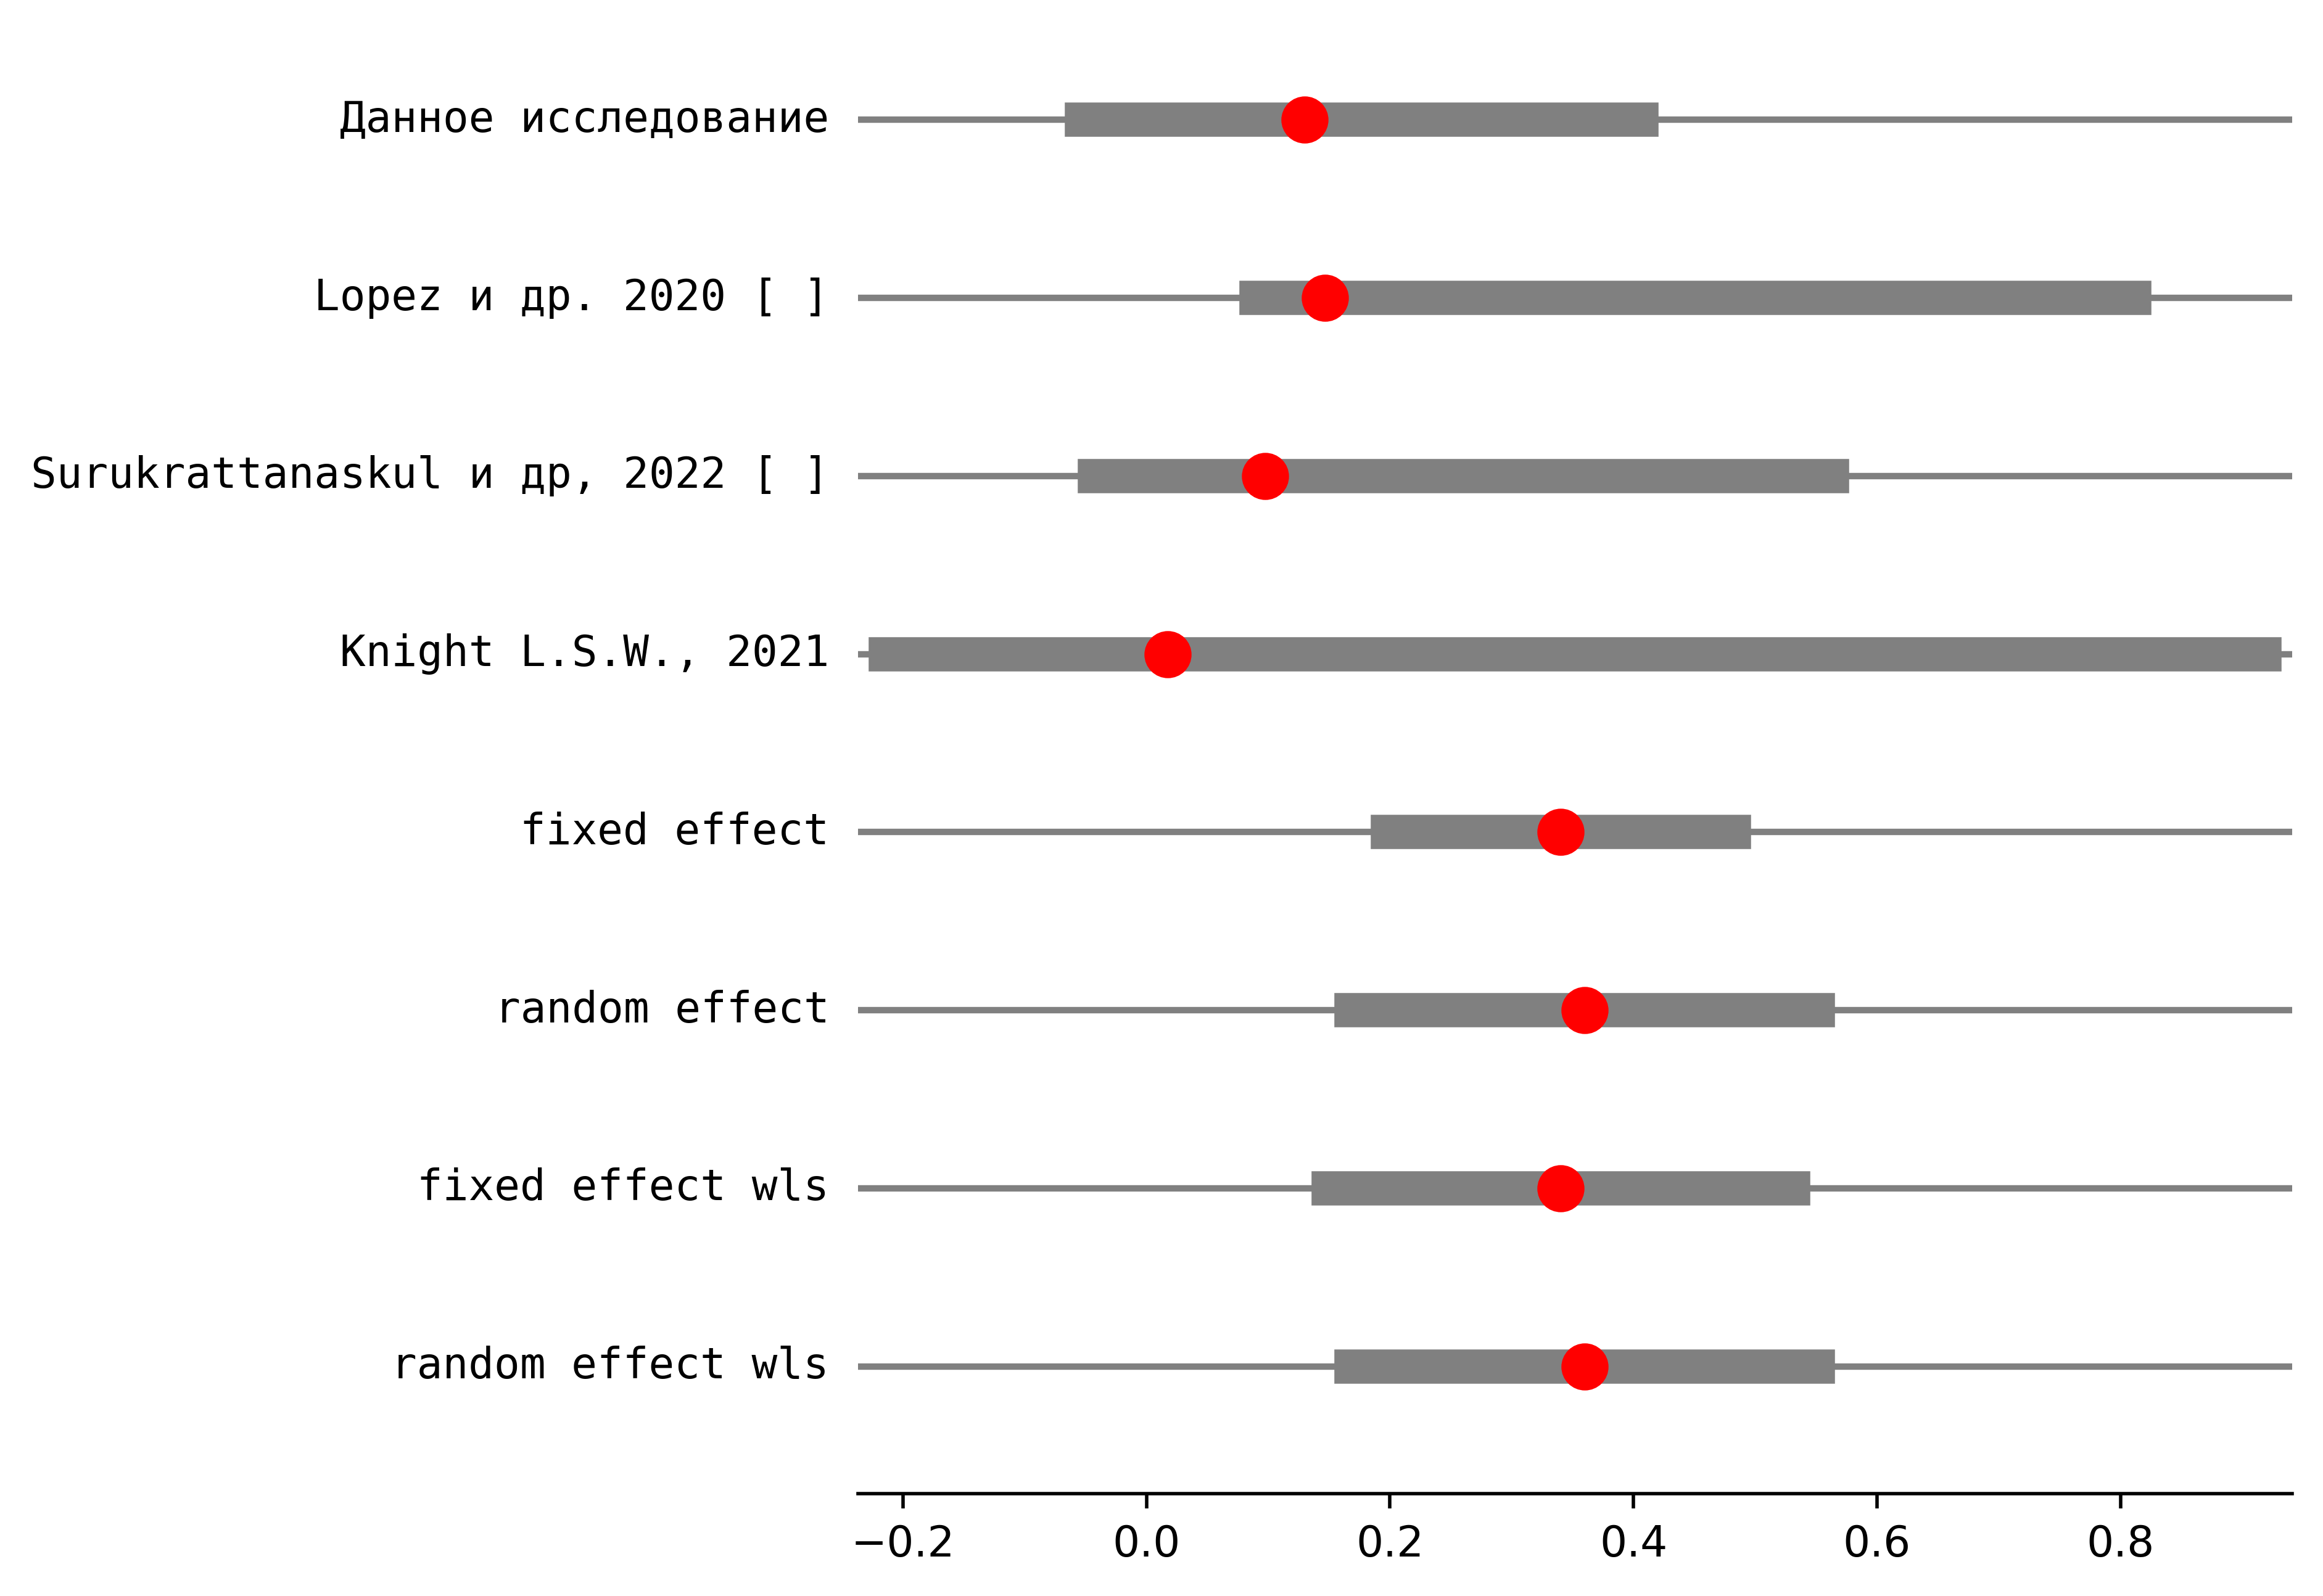 Данное исследование
Lopez и др. 2020 [ ]
Surukrattanaskul и др, 2022 [ ]
Knight L.S.W., 2021
fixed effect
random effect
fixed effect wls
random effect wls
−0.2 0.0 0.2 0.4 0.6 0.8